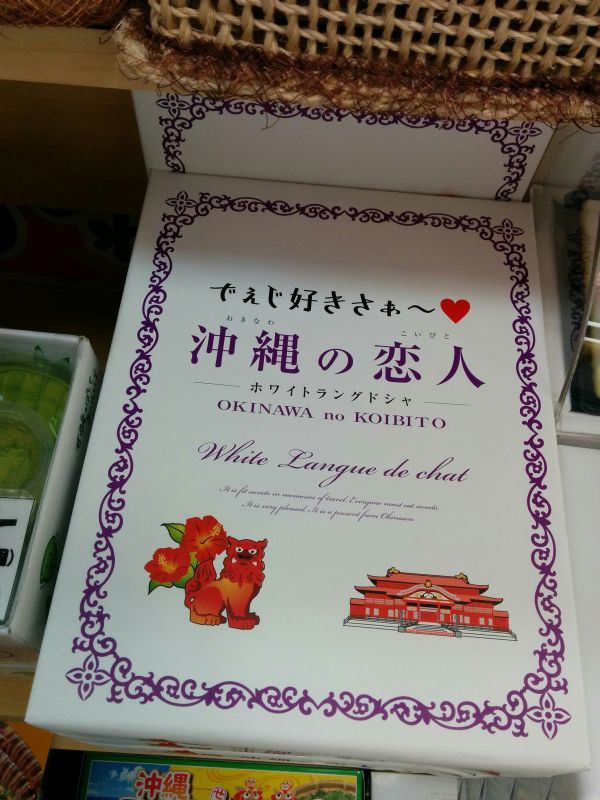 でぇじ好きさぁ〜♥
おきなわ こいびと
沖縄の恋人
ホワイトラングドシャ
OKINAWA no KOIBITO
White Langue de chat
It is fit sweets in memories of travel. Everyone must eat sweets.
It is very pleased. It is a present from Okinawa.
沖縄